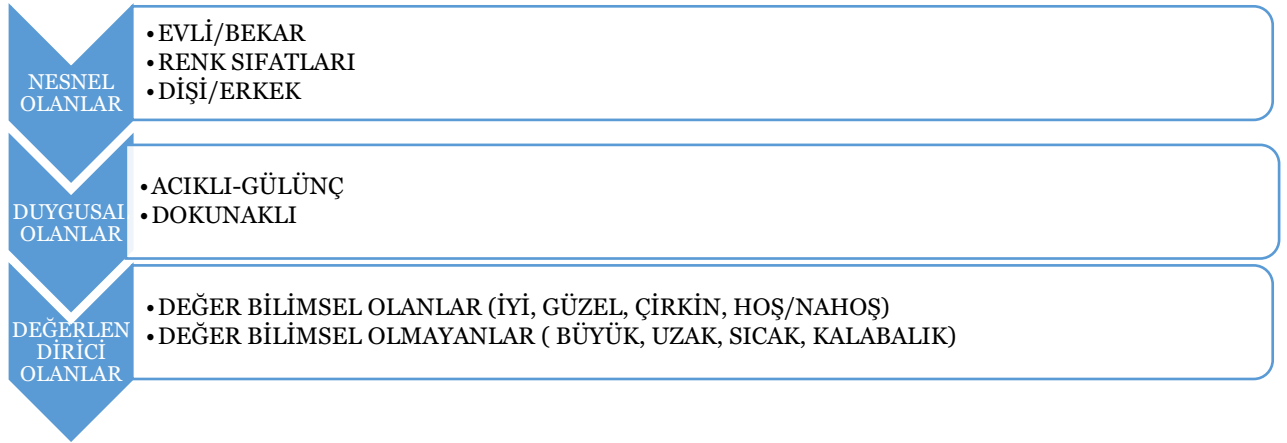 NESNEL
OLANLAR
•EVLİ/BEKAR
•RENK SIFATLARI
•DİŞİ/ERKEK
DUYGUSAL
OLANLAR
•ACIKLI-GÜLÜNÇ
•DOKUNAKLI
DEĞERLEN
DİRİCİ
OLANLAR
•DEĞER BİLİMSEL OLANLAR (İYİ, GÜZEL, ÇİRKİN, HOŞ/NAHOŞ)
•DEĞER BİLİMSEL OLMAYANLAR ( BÜYÜK, UZAK, SICAK, KALABALIK)